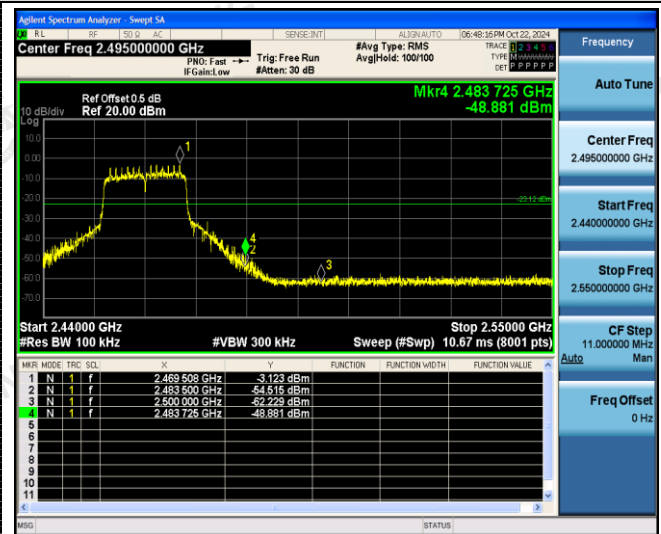 Agilent Spectrum Analyzer - Swept SA
RL RF 50 Ω AC SENSE:INT ALIGNAUTO 06:48:16 PM Oct 22, 2024
Center Freq 2.495000000 GHz #Avg Type: RMS TRACE 1 2 3 4 5 6
PNO: Fast Trig: Free Run Avg|Hold: 100/100 TYPE M
IFGain:Low #Atten: 30 dB DET P P P P P P
Frequency
Auto Tune
Center Freq
2.495000000 GHz
Start Freq
2.440000000 GHz
Stop Freq
2.550000000 GHz
CF Step
11.000000 MHz
Auto Man
Freq Offset
0 Hz
Mkr4 2.483 725 GHz
-48.881 dBm
Ref Offset 0.5 dB
10 dB/div Ref 20.00 dBm
Log
10.0
0.00
-10.0
-20.0
-30.0
-40.0
-50.0
-60.0
-70.0
1
-23.12 dBm
4
2
3
Start 2.44000 GHz Stop 2.55000 GHz
#Res BW 100 kHz #VBW 300 kHz Sweep (#Swp) 10.67 ms (8001 pts)
MKR MODE TRC SCL X Y FUNCTION FUNCTION WIDTH FUNCTION VALUE
1 N 1 f 2.469 508 GHz -3.123 dBm
2 N 1 f 2.483 500 GHz -54.515 dBm
3 N 1 f 2.500 000 GHz -62.229 dBm
4 N 1 f 2.483 725 GHz -48.881 dBm
5
6
7
8
9
10
11
MSG STATUS